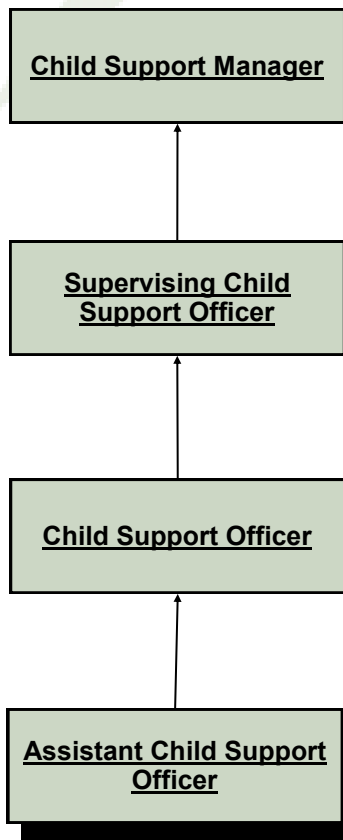 Child Support Manager
Supervising Child
Support Officer
Child Support Officer
Assistant Child Support
Officer